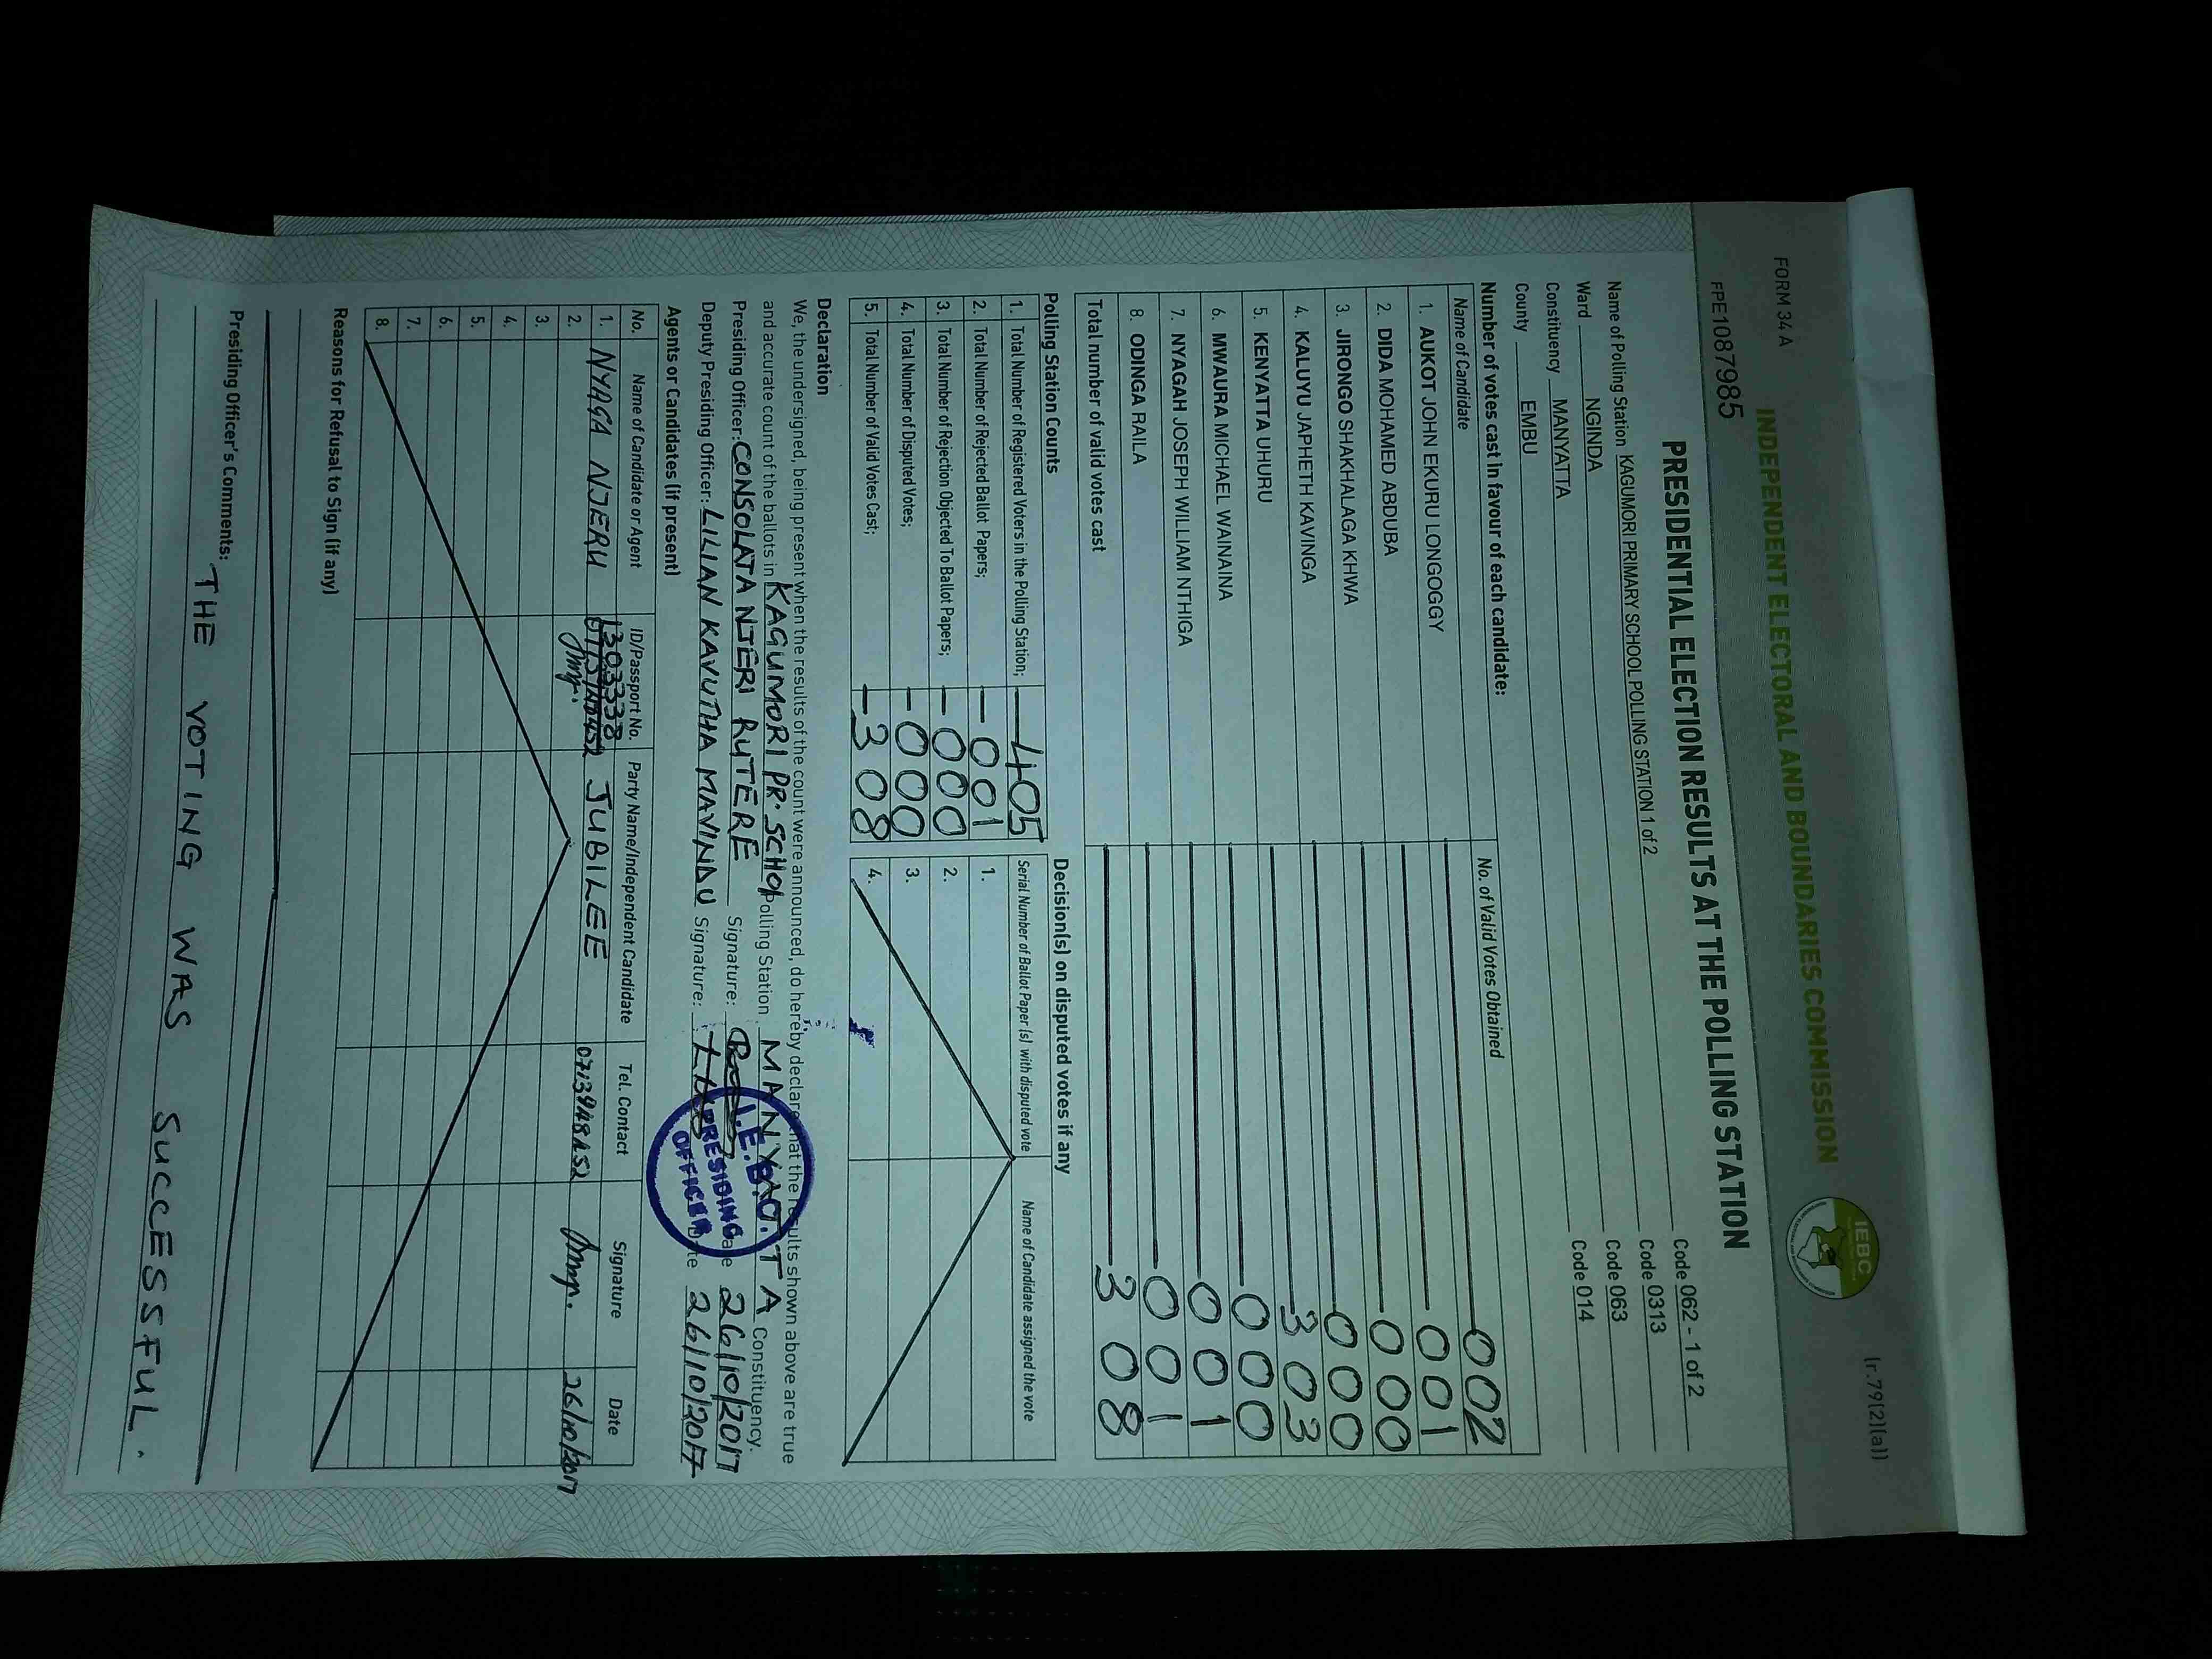 FORM 34 A
(r.79(2)(a))
INDEPENDENT ELECTORAL AND BOUNDARIES COMMISSION
IEBC
FPE1087985
PRESIDENTIAL ELECTION RESULTS AT THE POLLING STATION
Name of Polling Station KAGUMORI PRIMARY SCHOOL POLLING STATION 1 of 2 Code 062 - 1 of 2
Ward NGINDA Code 0313
Constituency MANYATTA Code 063
County EMBU Code 014
Number of votes cast in favour of each candidate:
Name of Candidate No. of Valid Votes Obtained
1. AUKOT JOHN EKURU LONGOGGY 002
2. DIDA MOHAMED ABDUBA 001
3. JIRONGO SHAKHALAGA KHWA 000
4. KALUYU JAPHETH KAVINGA 000
5. KENYATTA UHURU 303
6. MWAURA MICHAEL WAINAINA 000
7. NYAGAH JOSEPH WILLIAM NTHIGA 001
8. ODINGA RAILA 001
Total number of valid votes cast 308
Polling Station Counts
1. Total Number of Registered Voters in the Polling Station; 405
2. Total Number of Rejected Ballot Papers; 001
3. Total Number of Rejection Objected To Ballot Papers; 000
4. Total Number of Disputed Votes; 000
5. Total Number of Valid Votes Cast; 308
Decision(s) on disputed votes if any
Serial Number of Ballot Paper (s) with disputed vote Name of Candidate assigned the vote
1.
2.
3.
4.
Declaration
We, the undersigned, being present when the results of the count were announced, do hereby declare that the results shown above are true
and accurate count of the ballots in KAGUMORI PR. SCHOOL Polling Station MANYATTA Constituency.
Presiding Officer: CONSOLATA NJERI RUTERE Signature: Date 26/10/2017
Deputy Presiding Officer: LILIAN KAVUTHA MAVINDU Signature: Date 26/10/2017
I.E.B.C.
PRESIDING
OFFICER
Agents or Candidates (if present)
No. Name of Candidate or Agent ID/Passport No. Party Name/Independent Candidate Tel. Contact Signature Date
1. NYAGA NJERU 13033338 JUBILEE 26/10/2017
2.
3.
4.
5.
6.
7.
8.
Reasons for Refusal to Sign (if any)
Presiding Officer's Comments:
THE VOTING WAS SUCCESSFUL.